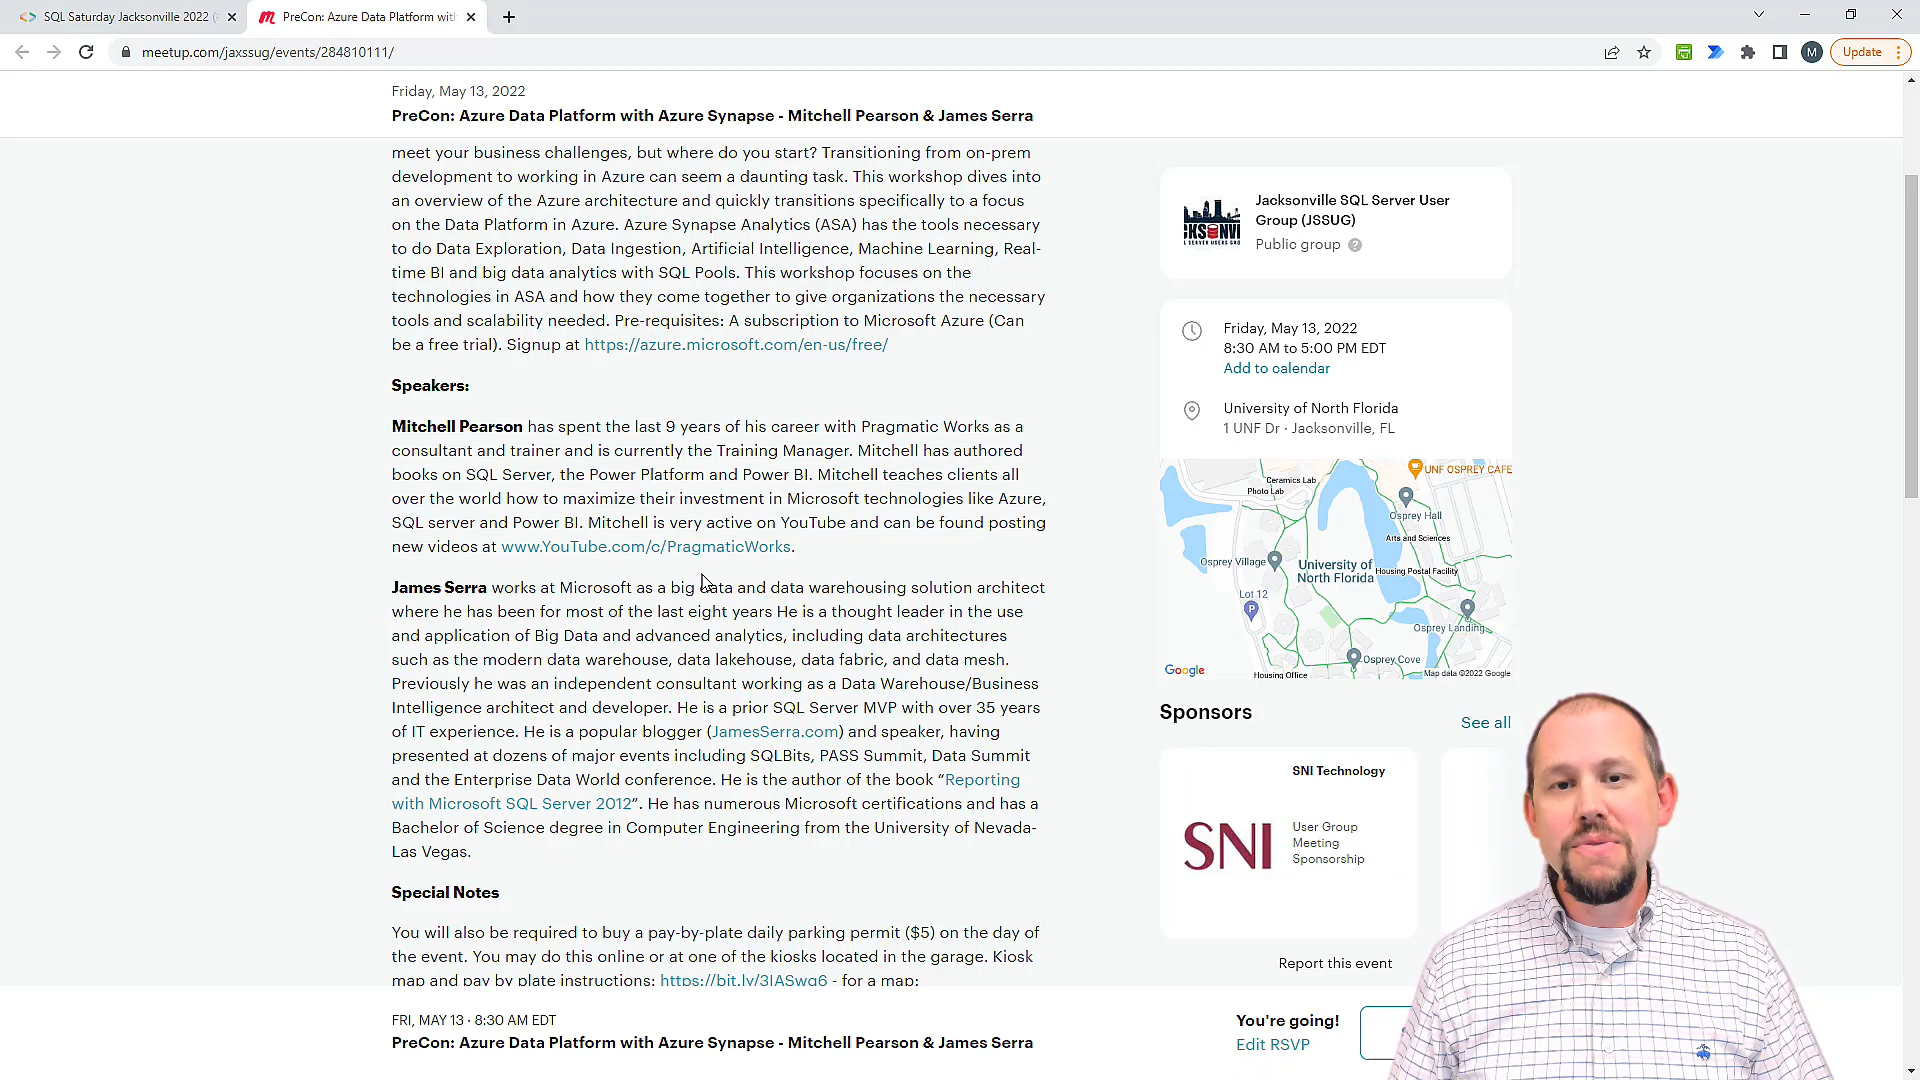 SQL Saturday Jacksonville 2022 (
PreCon: Azure Data Platform with
meetup.com/jaxssug/events/284810111/
M
Update
Friday, May 13, 2022
PreCon: Azure Data Platform with Azure Synapse - Mitchell Pearson & James Serra
meet your business challenges, but where do you start? Transitioning from on-prem
development to working in Azure can seem a daunting task. This workshop dives into
an overview of the Azure architecture and quickly transitions specifically to a focus
on the Data Platform in Azure. Azure Synapse Analytics (ASA) has the tools necessary
to do Data Exploration, Data Ingestion, Artificial Intelligence, Machine Learning, Real-
time BI and big data analytics with SQL Pools. This workshop focuses on the
technologies in ASA and how they come together to give organizations the necessary
tools and scalability needed. Pre-requisites: A subscription to Microsoft Azure (Can
be a free trial). Signup at https://azure.microsoft.com/en-us/free/
Speakers:
Mitchell Pearson has spent the last 9 years of his career with Pragmatic Works as a
consultant and trainer and is currently the Training Manager. Mitchell has authored
books on SQL Server, the Power Platform and Power BI. Mitchell teaches clients all
over the world how to maximize their investment in Microsoft technologies like Azure,
SQL server and Power BI. Mitchell is very active on YouTube and can be found posting
new videos at www.YouTube.com/c/PragmaticWorks.
James Serra works at Microsoft as a big data and data warehousing solution architect
where he has been for most of the last eight years He is a thought leader in the use
and application of Big Data and advanced analytics, including data architectures
such as the modern data warehouse, data lakehouse, data fabric, and data mesh.
Previously he was an independent consultant working as a Data Warehouse/Business
Intelligence architect and developer. He is a prior SQL Server MVP with over 35 years
of IT experience. He is a popular blogger (JamesSerra.com) and speaker, having
presented at dozens of major events including SQLBits, PASS Summit, Data Summit
and the Enterprise Data World conference. He is the author of the book “Reporting
with Microsoft SQL Server 2012”. He has numerous Microsoft certifications and has a
Bachelor of Science degree in Computer Engineering from the University of Nevada-
Las Vegas.
Special Notes
You will also be required to buy a pay-by-plate daily parking permit ($5) on the day of
the event. You may do this online or at one of the kiosks located in the garage. Kiosk
map and pay by plate instructions: https://bit.ly/3IASwg6 - for a map:
FRI, MAY 13 · 8:30 AM EDT
PreCon: Azure Data Platform with Azure Synapse - Mitchell Pearson & James Serra
Jacksonville SQL Server User
Group (JSSUG)
Public group ?
Friday, May 13, 2022
8:30 AM to 5:00 PM EDT
Add to calendar
University of North Florida
1 UNF Dr · Jacksonville, FL
UNF OSPREY CAFE
Ceramics Lab
Photo Lab
Osprey Hall
Arts and Sciences
Osprey Village
University of
North Florida
Housing Postal Facility
Lot 12
P
Osprey Landing
Osprey Cove
Google
Housing Office
Map data ©2022 Google
Sponsors
See all
SNI Technology
SNI
User Group
Meeting
Sponsorship
Report this event
You're going!
Edit RSVP